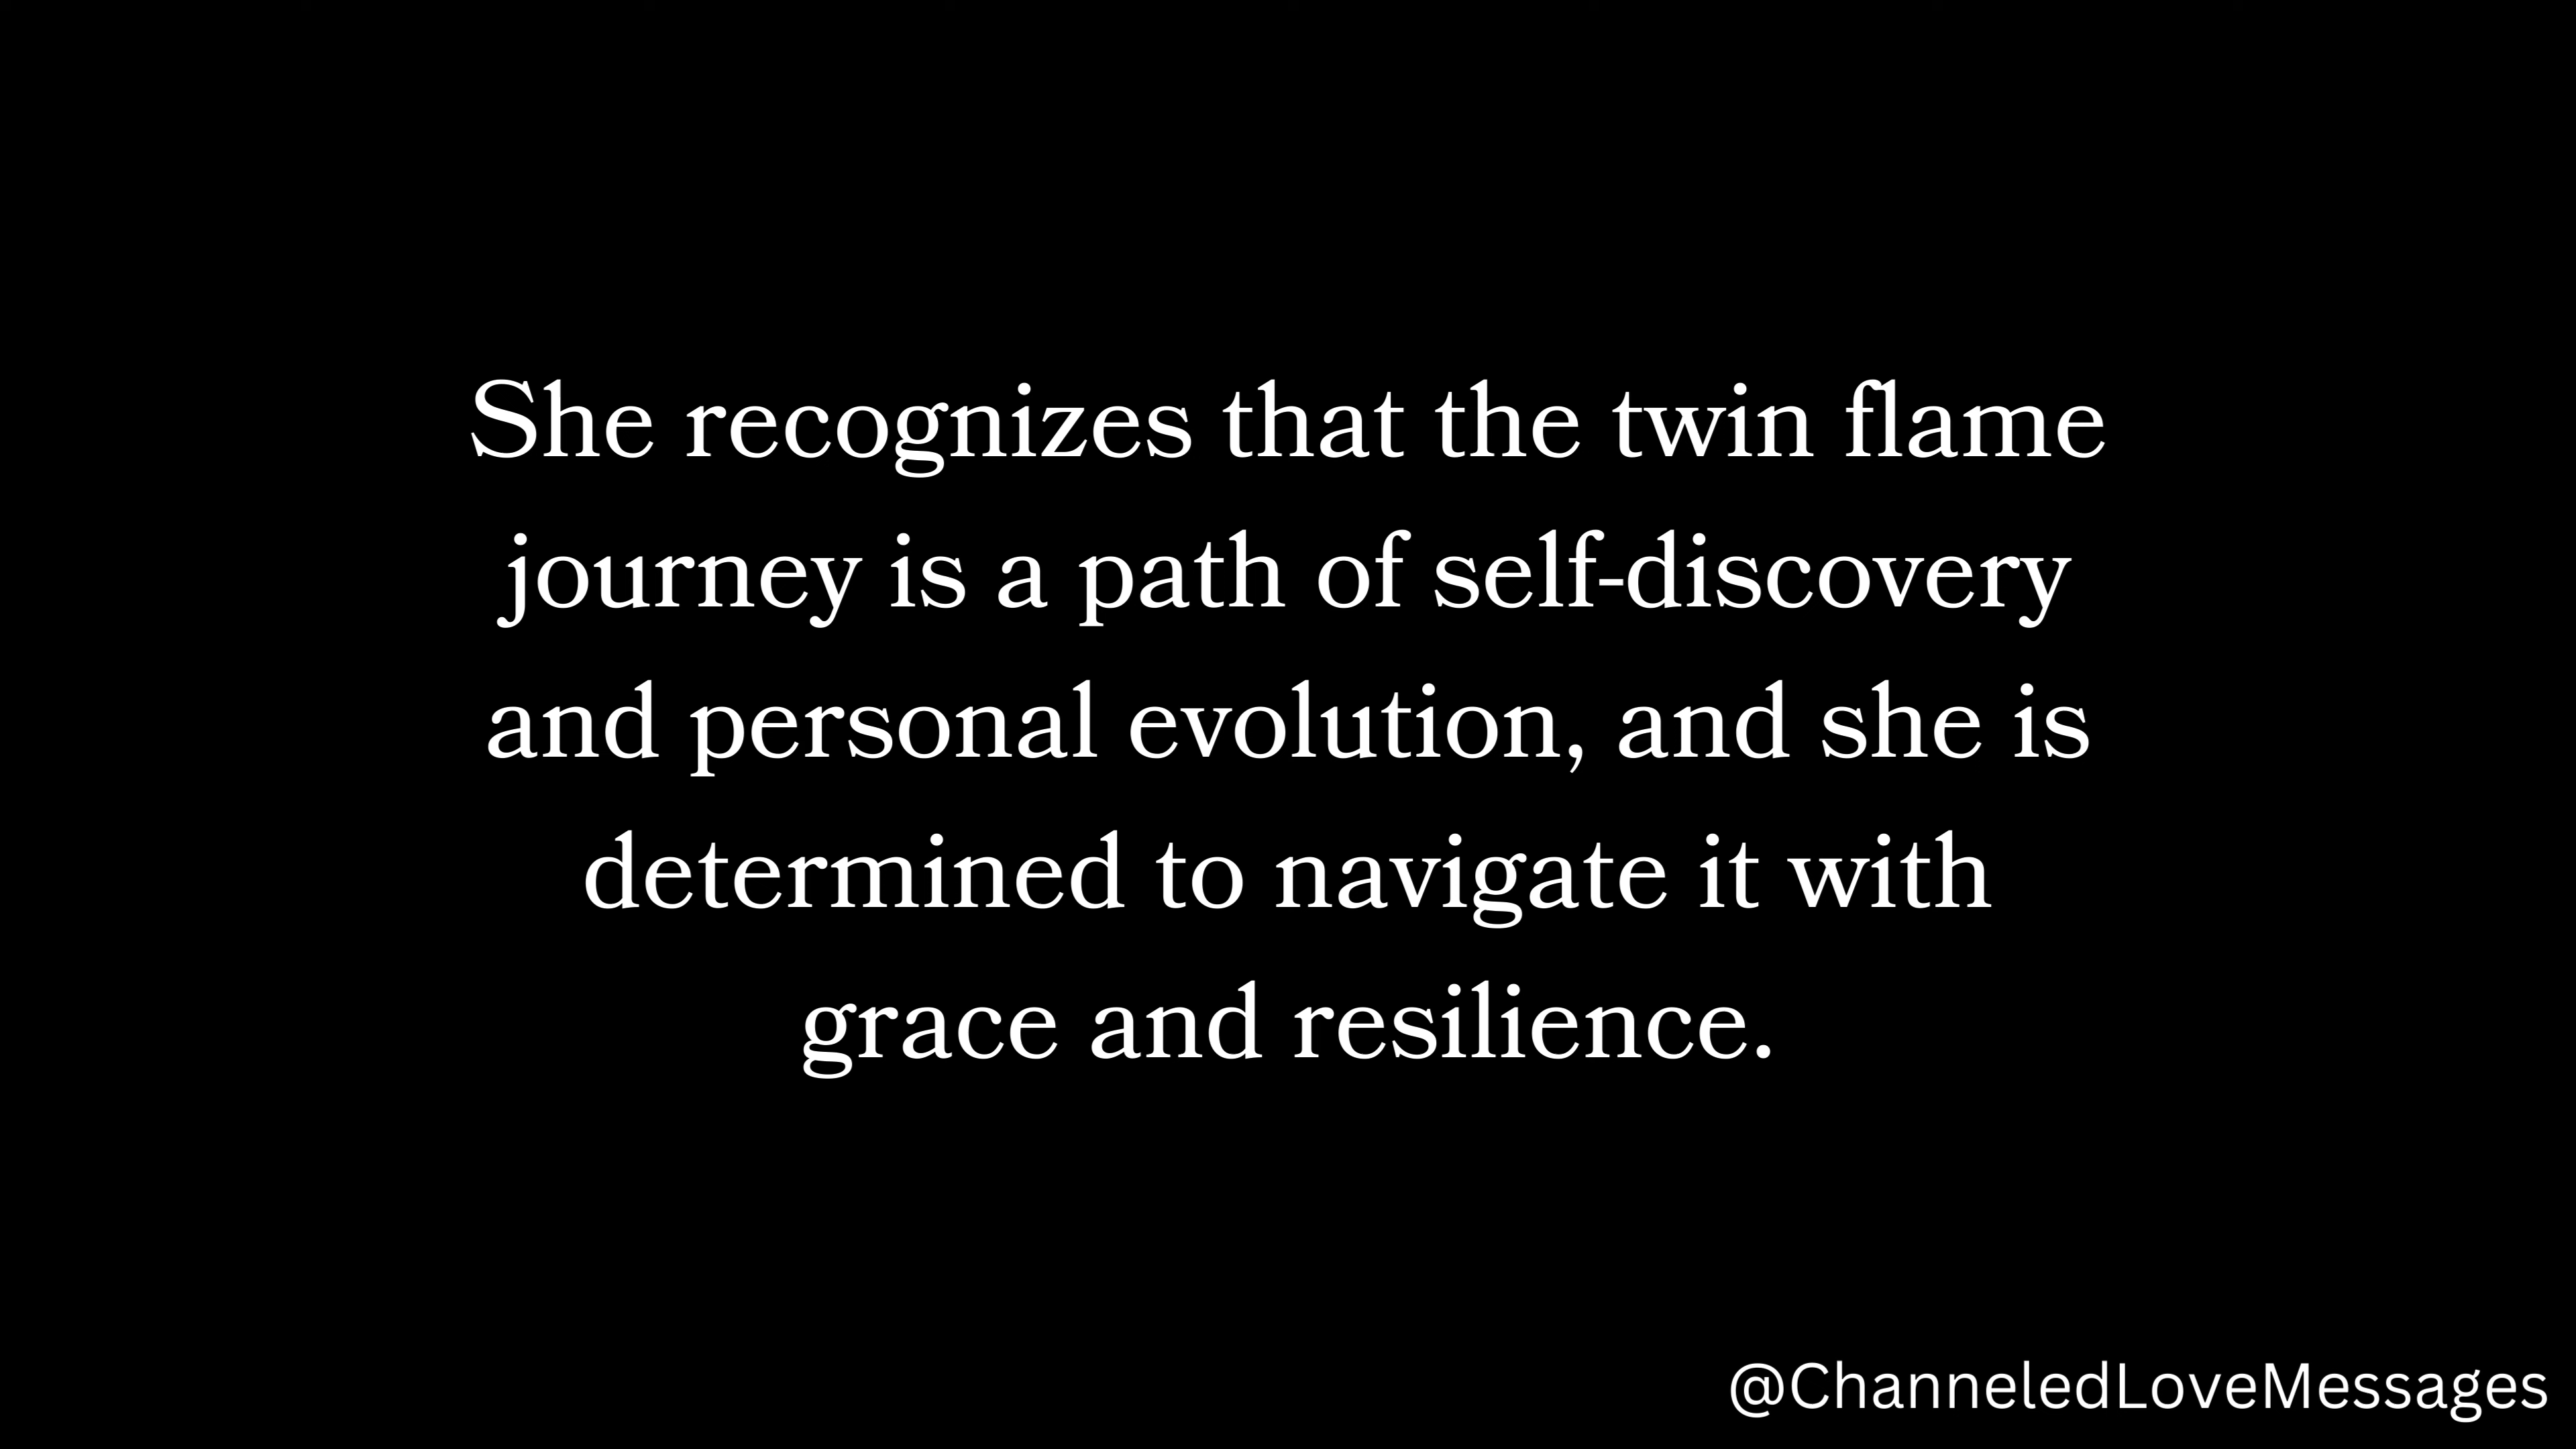 She recognizes that the twin flame
journey is a path of self-discovery
and personal evolution, and she is
determined to navigate it with
grace and resilience.
@ChanneledLoveMessages